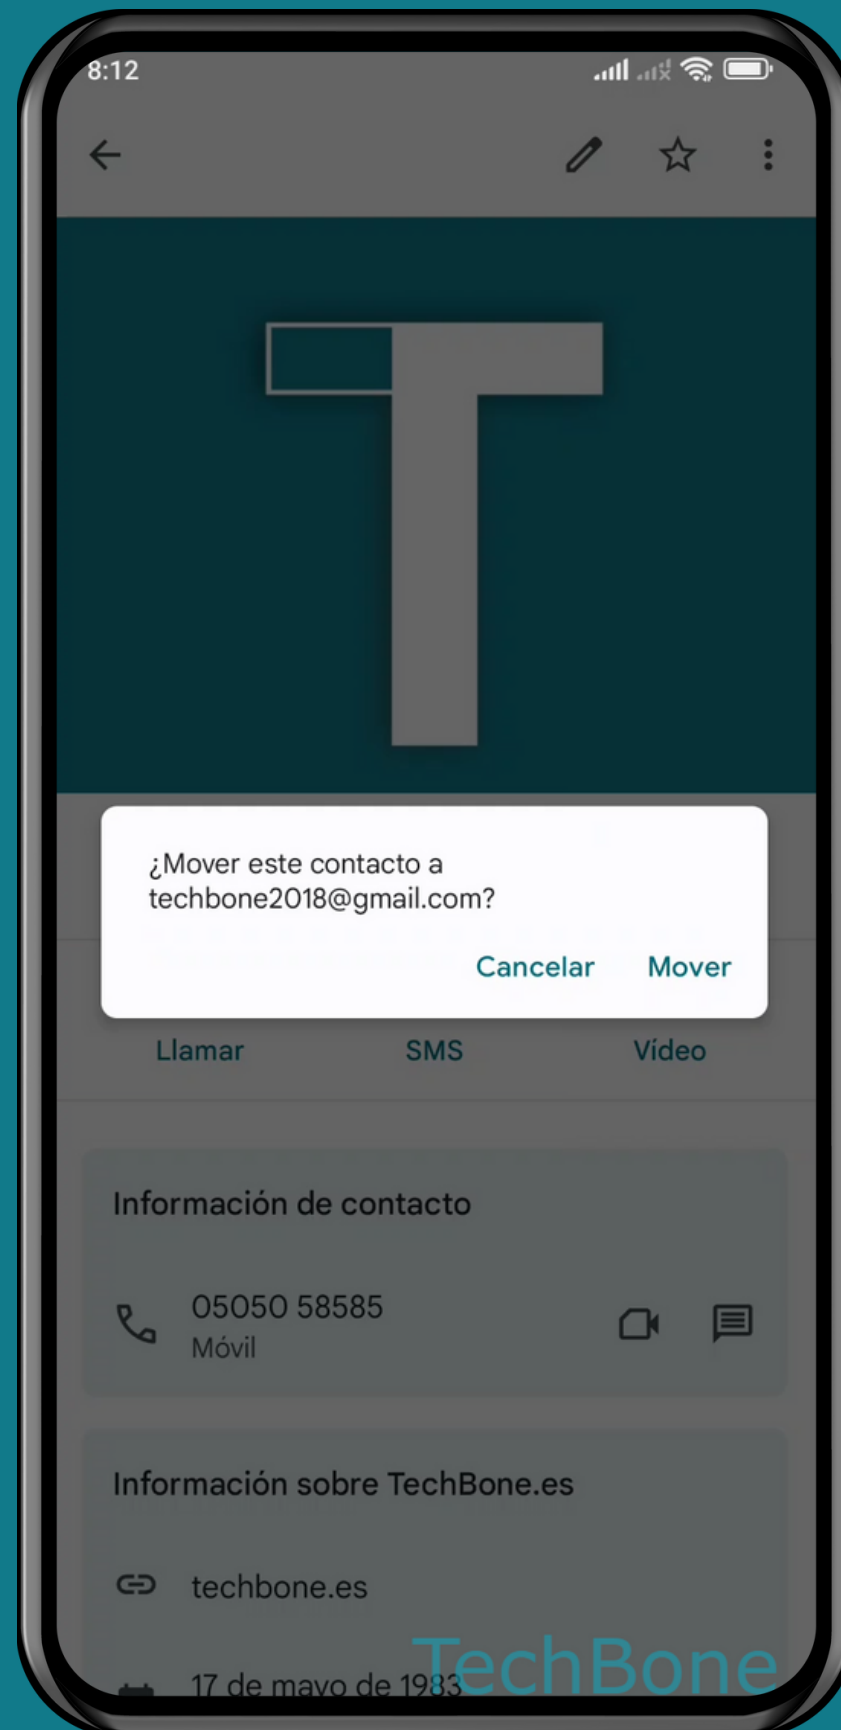 8:12
¿Mover este contacto a
techbone2018@gmail.com?
Cancelar Mover
Llamar SMS Vídeo
Información de contacto
05050 58585
Móvil
Información sobre TechBone.es
techbone.es
17 de mayo de 1983
TechBone